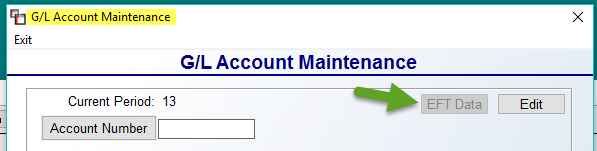 G/L Account Maintenance
Exit
G/L Account Maintenance
Current Period: 13
EFT Data
Edit
Account Number